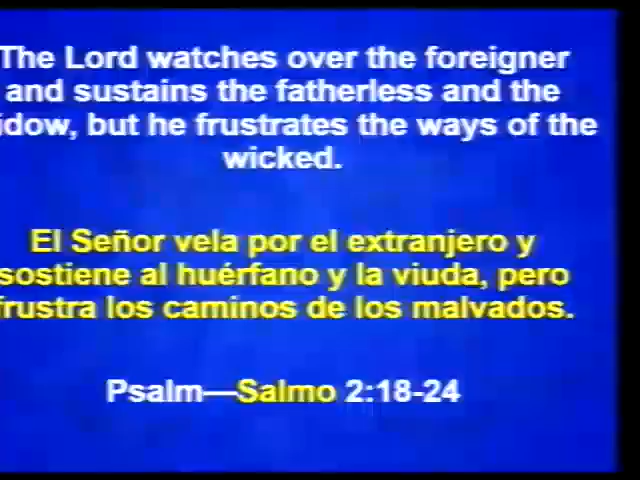 The Lord watches over the foreigner
and sustains the fatherless and the
idow, but he frustrates the ways of the
wicked.
El Señor vela por el extranjero y
sostiene al huérfano y la viuda, pero
frustra los caminos de los malvados.
Psalm—Salmo 2:18-24